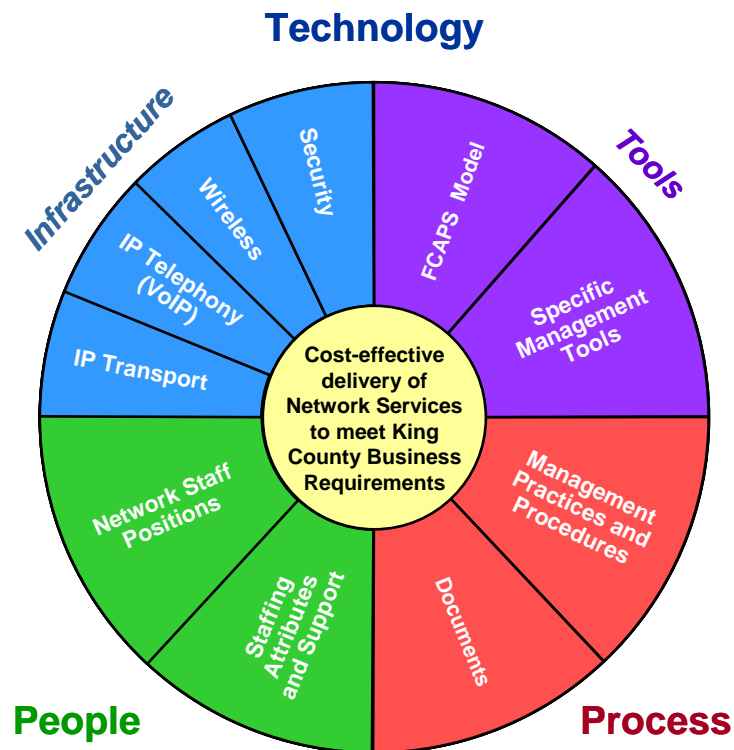 Technology
Infrastructure
Tools
Security
Wireless
IP Telephony
(VoIP)
IP Transport
FCAPS Model
Specific
Management
Tools
Cost-effective
delivery of
Network Services
to meet King
County Business
Requirements
Network Staff
Positions
Staffing
Attributes
and Support
Documents
Management
Practices and
Procedures
People
Process